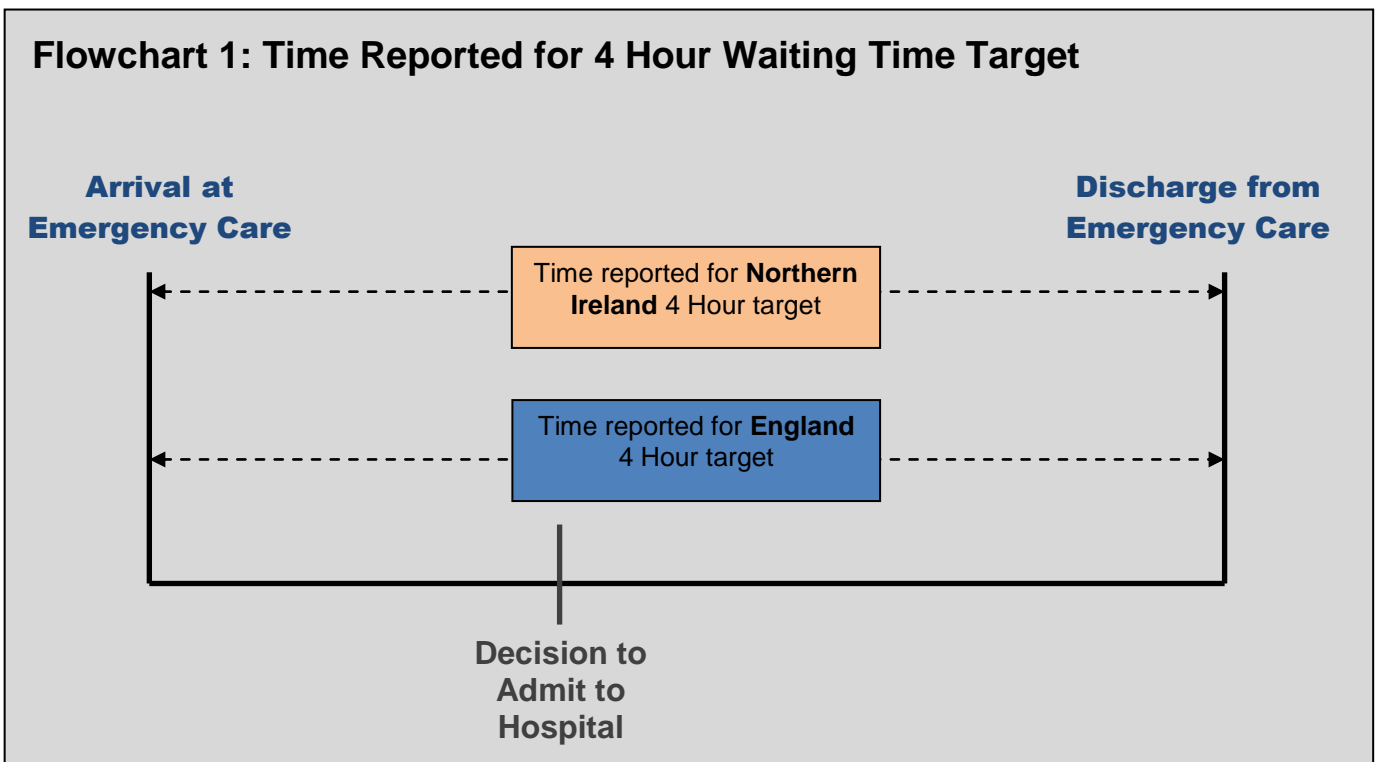 Flowchart 1: Time Reported for 4 Hour Waiting Time Target
Arrival at
Emergency Care
Discharge from
Emergency Care
Time reported for Northern
Ireland 4 Hour target
Time reported for England
4 Hour target
Decision to
Admit to
Hospital